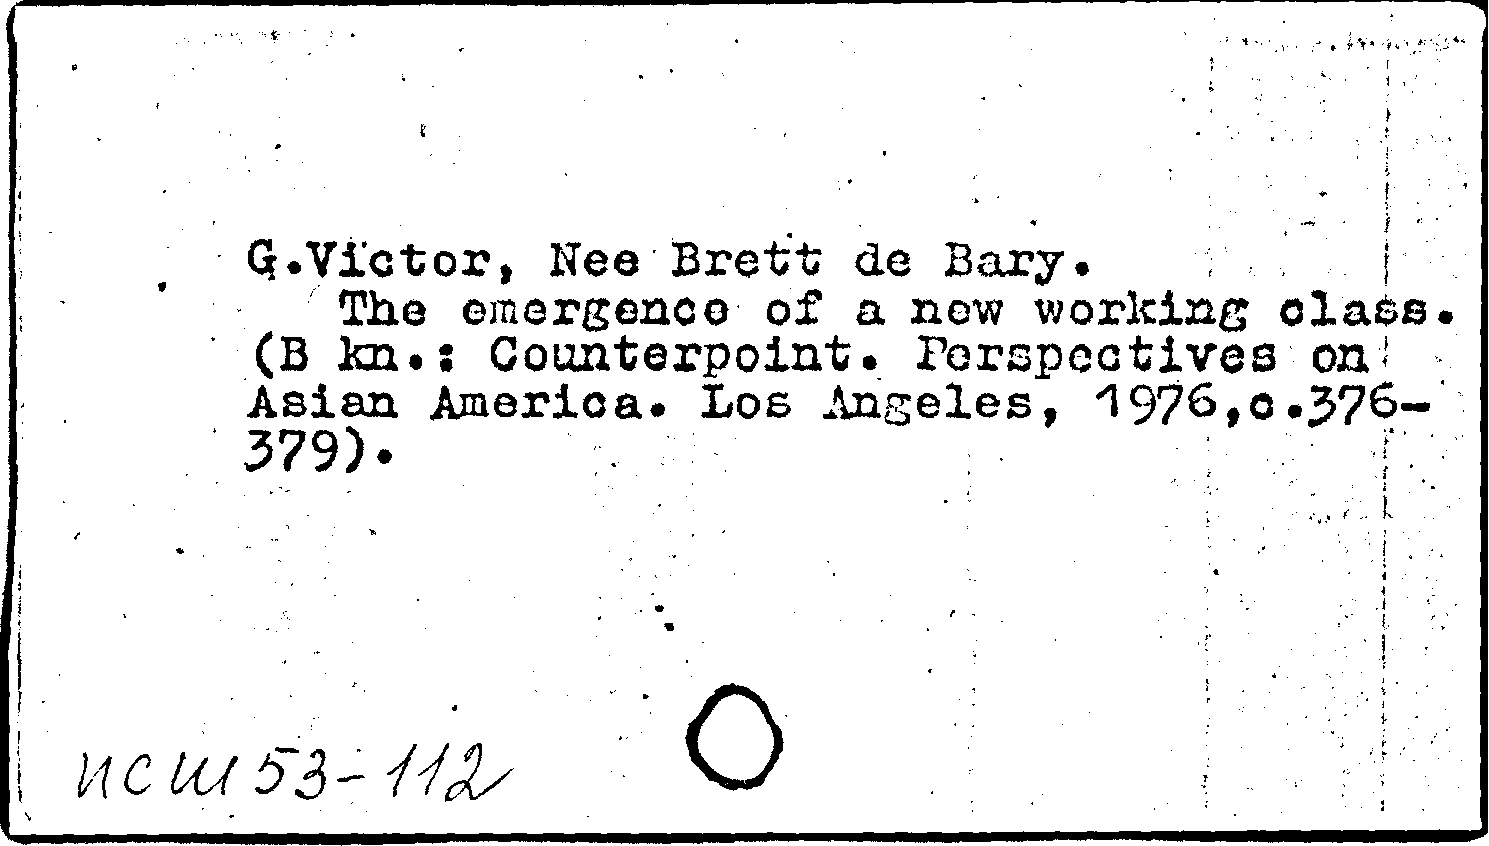 G.Victor, Nee Brett de Bary.
The emergence of a new working class.
(B kn.: Counterpoint. Perspectives on
Asian America. Los Angeles, 1976,c.376-
379).
исш 53-112